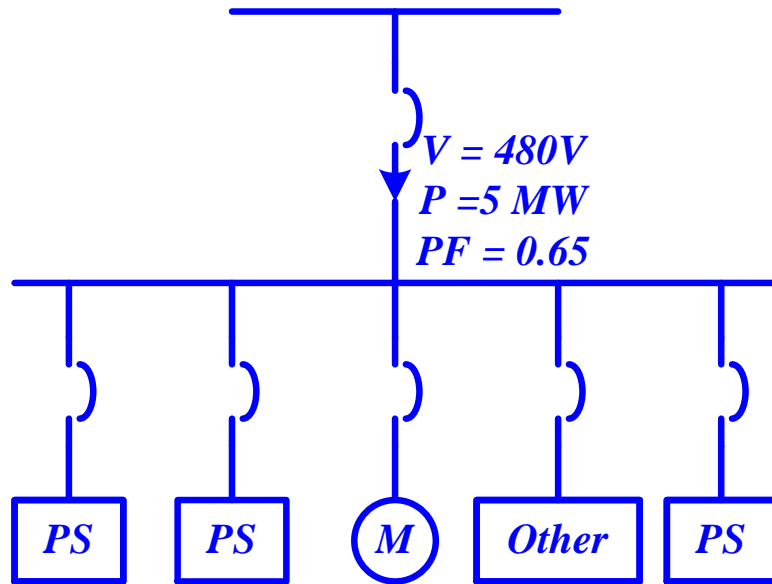 V = 480V
P =5 MW
PF = 0.65
PS
PS
M
Other
PS